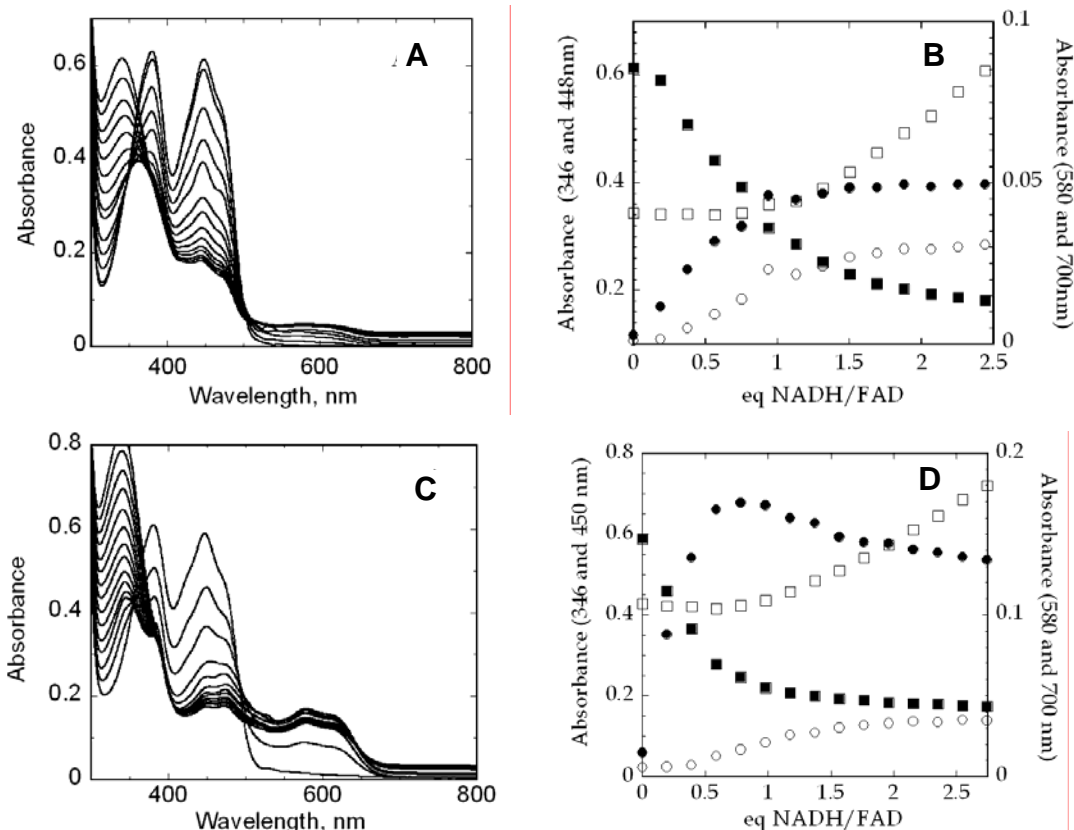 A
Absorbance
0.6
0.4
0.2
0
400
600
800
Wavelength, nm
B
Absorbance (346 and 448nm)
0.6
0.4
0.2
Absorbance (580 and 700nm)
0.1
0.05
0
0
0.5
1
1.5
2
2.5
eq NADH/FAD
C
Absorbance
0.8
0.6
0.4
0.2
0
400
600
800
Wavelength, nm
D
Absorbance (346 and 450 nm)
0.8
0.6
0.4
0.2
0
Absorbance (580 and 700 nm)
0.2
0.1
0
0
0.5
1
1.5
2
2.5
eq NADH/FAD